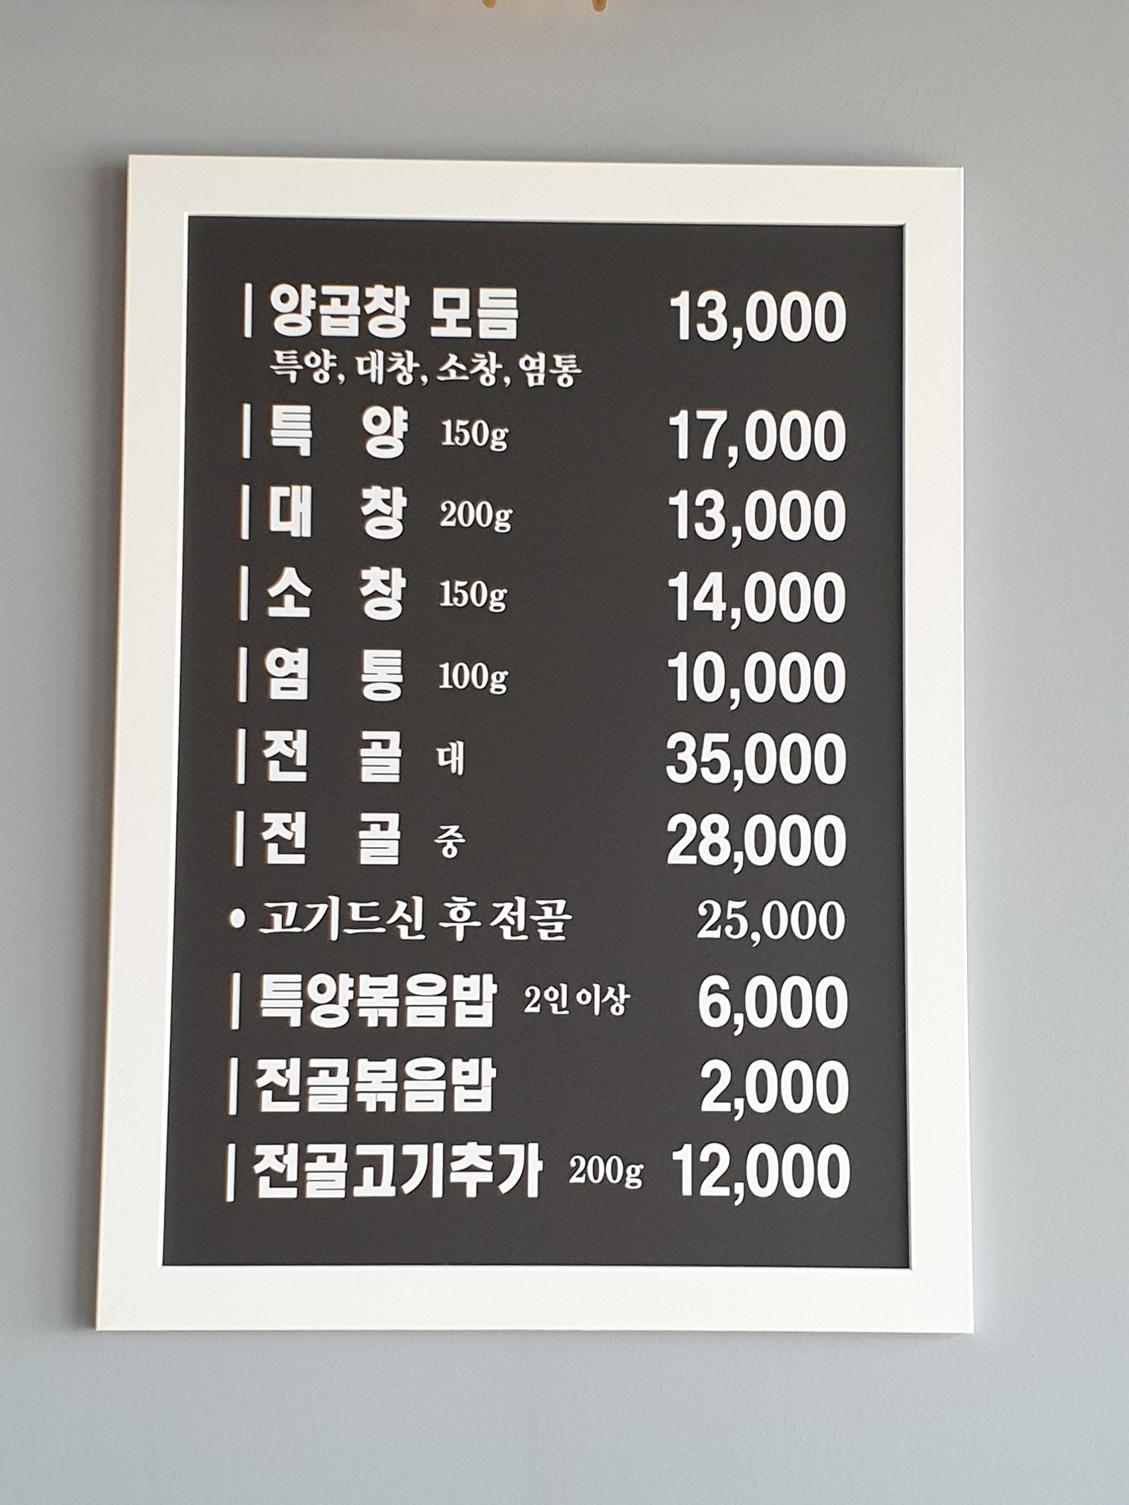 | 양곱창 모듬 13,000
특양, 대창, 소창, 염통
| 특 양 150g 17,000
| 대 창 200g 13,000
| 소 창 150g 14,000
| 염 통 100g 10,000
| 전 골 대 35,000
| 전 골 중 28,000
• 고기드신 후 전골 25,000
| 특양볶음밥 2인이상 6,000
| 전골볶음밥 2,000
| 전골고기추가 200g 12,000